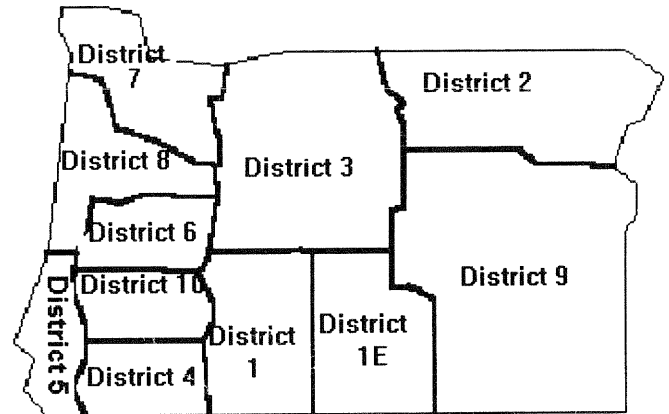 District
7
District 2
District 8
District 3
District 6
District 9
District 10
District 5
District
1
District
1E
District 4